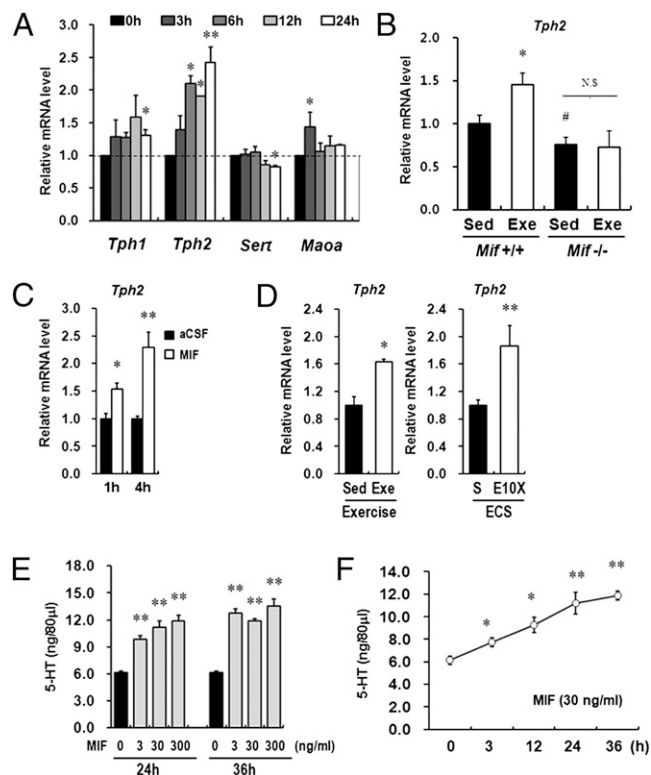 A
0h 3h 6h 12h 24h
Relative mRNA level
3.0
2.5
2.0
1.5
1.0
0.5
0.0
* * * ** * *
Tph1 Tph2 Sert Maoa
B
Tph2
Relative mRNA level
2.0
1.5
1.0
0.5
0.0
*
#
N.S
Sed Exe Sed Exe
Mif +/+ Mif -/-
C
Tph2
Relative mRNA level
3.0
2.5
2.0
1.5
1.0
0.5
0.0
* **
aCSF
MIF
1h 4h
D
Tph2
Relative mRNA level
2.4
2.0
1.6
1.2
0.8
0.4
0.0
*
Sed Exe
Exercise
Tph2
Relative mRNA level
2.4
2.0
1.6
1.2
0.8
0.4
0.0
**
S E10X
ECS
E
5-HT (ng/80μl)
18.0
15.0
12.0
9.0
6.0
3.0
0.0
** ** ** ** ** **
MIF 0 3 30 300 0 3 30 300 (ng/ml)
24h 36h
F
5-HT (ng/80μl)
14.0
12.0
10.0
8.0
6.0
4.0
2.0
0.0
* * ** **
MIF (30 ng/ml)
0 3 12 24 36 (h)